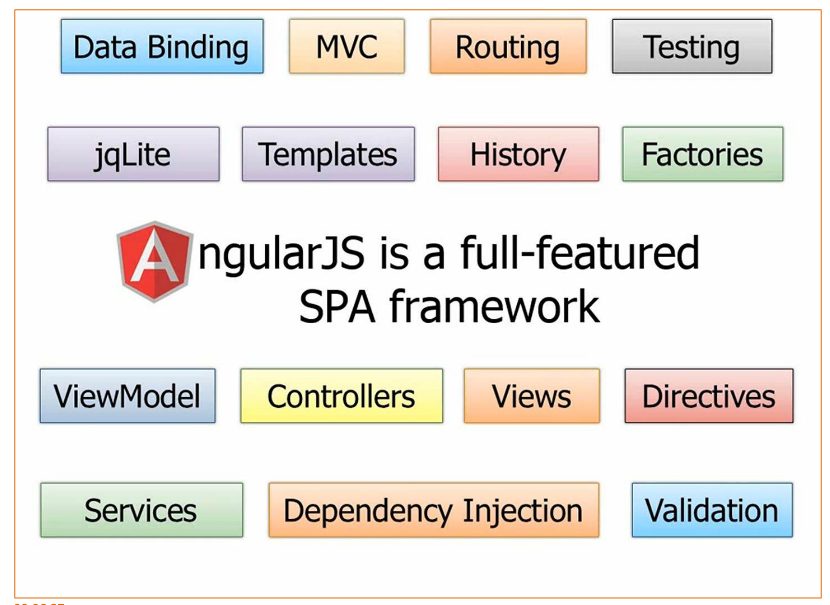 Data Binding MVC Routing Testing
jqLite Templates History Factories
AngularJS is a full-featured
SPA framework
ViewModel Controllers Views Directives
Services Dependency Injection Validation